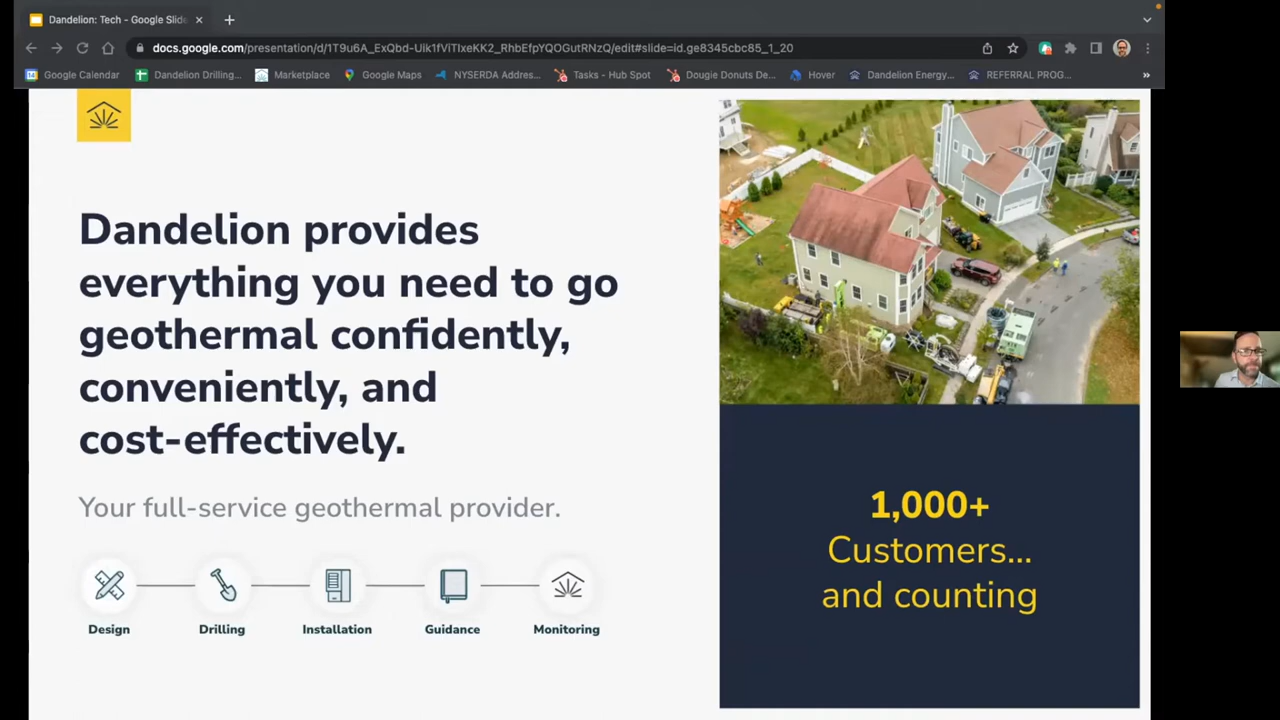 Dandelion: Tech - Google Slide
docs.google.com/presentation/d/1T9u6A_ExQbd-Uik1fViTIxeKK2_RhbEfpYQOGutRNzQ/edit#slide=id.ge8345cbc85_1_20
Google Calendar
Dandelion Drilling...
Marketplace
Google Maps
NYSERDA Addres...
Tasks - Hub Spot
Dougie Donuts De...
Hover
Dandelion Energy...
REFERRAL PROG...
Dandelion provides
everything you need to go
geothermal confidently,
conveniently, and
cost-effectively.
Your full-service geothermal provider.
Design
Drilling
Installation
Guidance
Monitoring
1,000+
Customers...
and counting